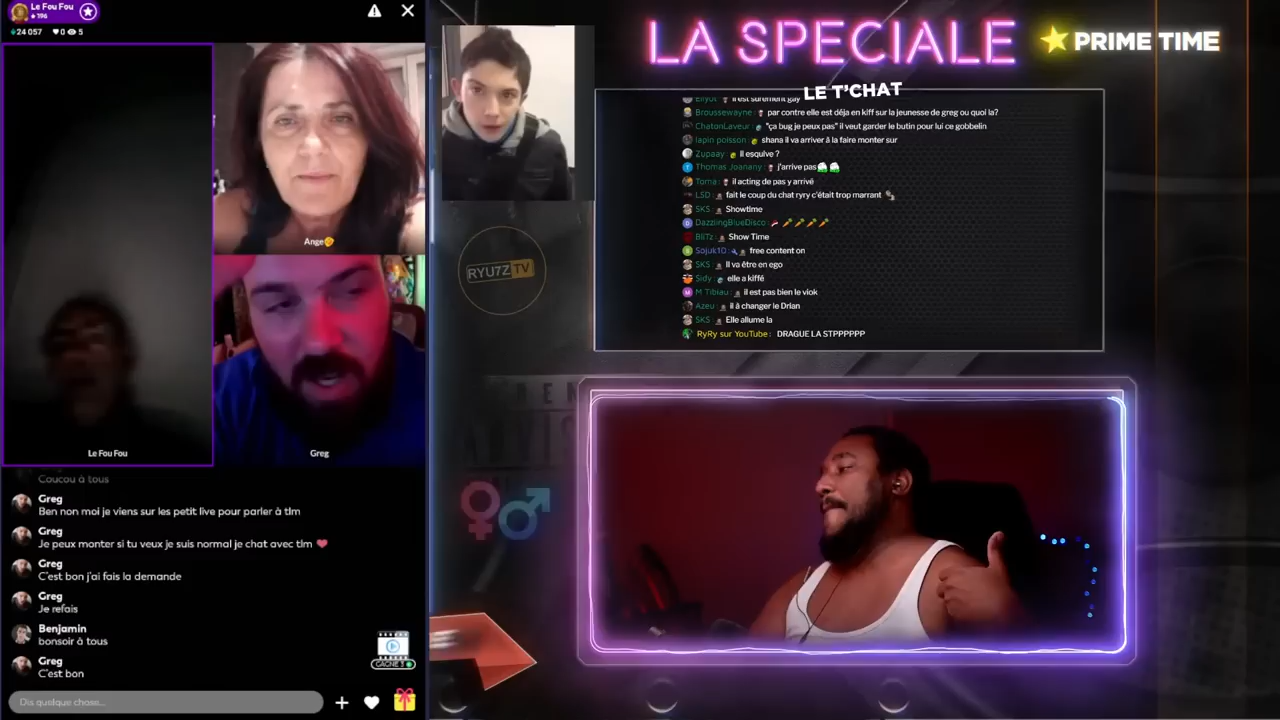 Le Fou Fou
196
24 057
0
5
Ange
Le Fou Fou
Greg
Coucou à tous
Greg
Ben non moi je viens sur les petit live pour parler à tlm
Greg
Je peux monter si tu veux je suis normal je chat avec tlm
Greg
C'est bon j'ai fais la demande
Greg
Je refais
Benjamin
bonsoir à tous
Greg
C'est bon
Dis quelque chose...
RYU7Z TV
LA SPECIALE
PRIME TIME
LE T'CHAT
Ellyot : il est surement gay
Broussewayne : par contre elle est déja en kiff sur la jeunesse de greg ou quoi la?
ChatonLaveur : "ça bug je peux pas" il veut garder le butin pour lui ce gobbelin
lapin poisson : shana il va arriver à la faire monter sur
Zupaay : il esquive ?
Thomas Joanany : j'arrive pas
Toma : il acting de pas y arrivé
LSD : fait le coup du chat ryry c'était trop marrant
SKS : Showtime
DazzlingBlueDisco :
BliTz : Show Time
Sojuk1D : free content on
SKS : Il va être en ego
Sidy : elle a kiffé
M Tibiau : il est pas bien le viok
Azeu : il à changer le Drlan
SKS : Elle allume la
RyRy sur YouTube : DRAGUE LA STPPPPPP